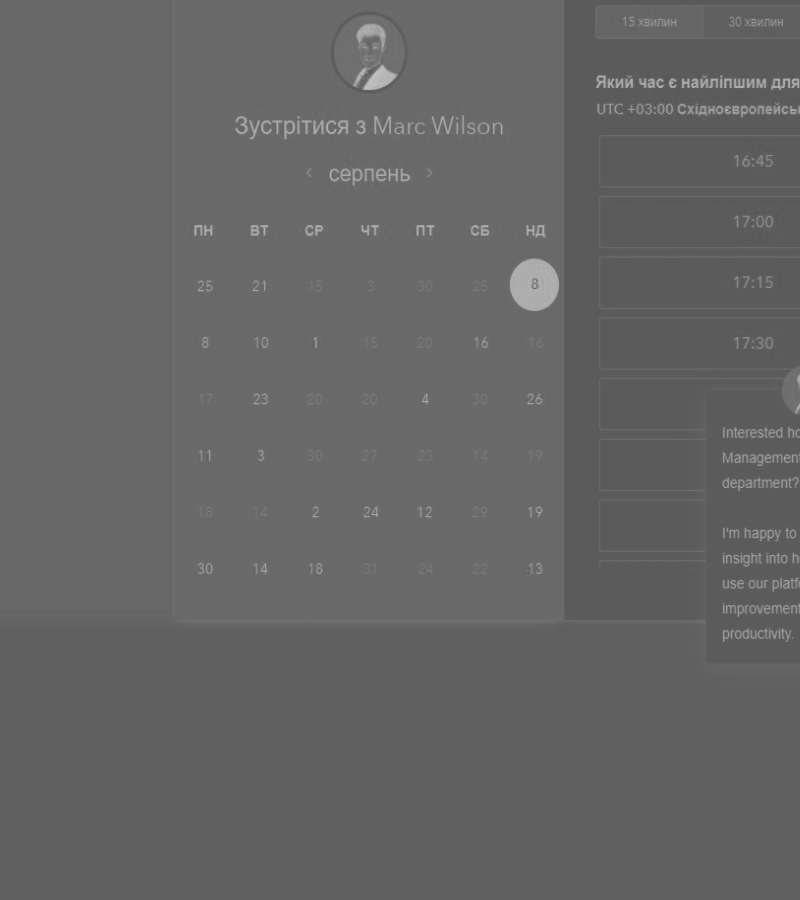 Зустрітися з Marc Wilson
‹ серпень ›
ПН ВТ СР ЧТ ПТ СБ НД
25 21 15 3 30 25 8
8 10 1 15 20 16 16
17 23 20 20 4 30 26
11 3 30 27 23 14 19
18 14 2 24 12 29 19
30 14 18 31 24 22 13
15 хвилин 30 хвилин
Який час є найліпшим для
UTC +03:00 Східноєвропейсь
16:45
17:00
17:15
17:30
Interested ho
Management
department?
I'm happy to
insight into h
use our platf
improvement
productivity.